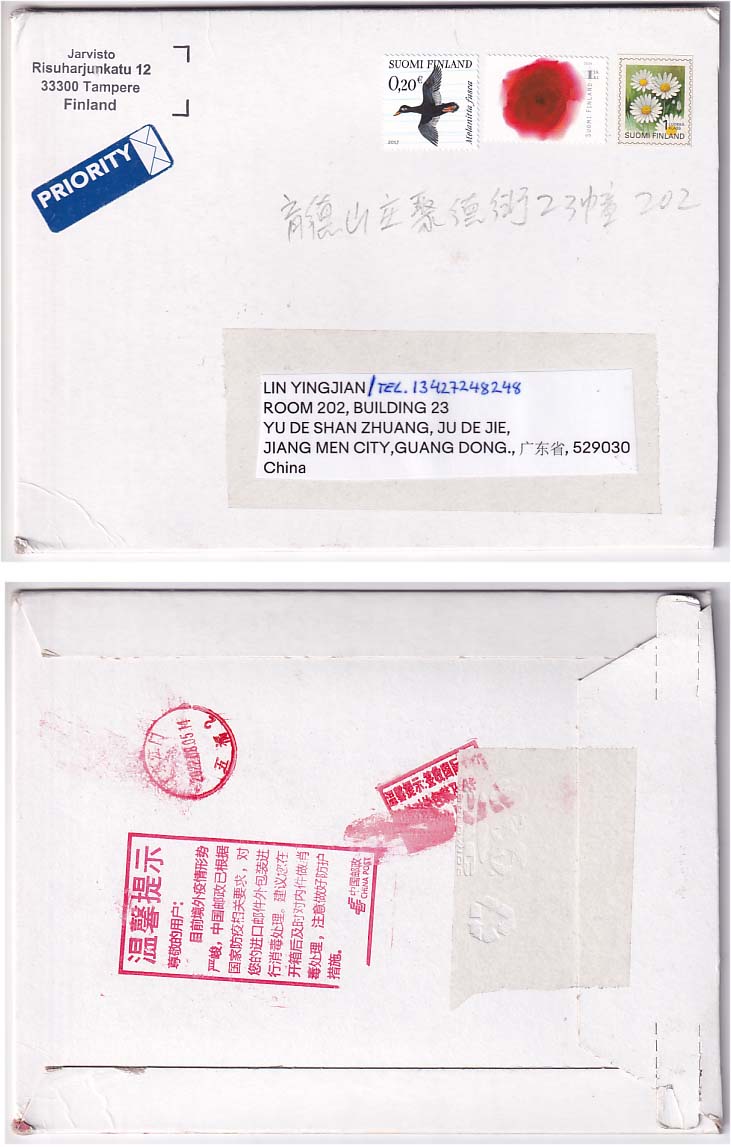 Jarvisto
Risuharjunkatu 12
33300 Tampere
Finland
PRIORITY
SUOMI FINLAND
0,20€
Melanitta fusca
2012
1
SUOMI FINLAND
1
SUOMI FINLAND
育德山庄聚德街23幢 202
LIN YINGJIAN/TEL. 13427248248
ROOM 202, BUILDING 23
YU DE SHAN ZHUANG, JU DE JIE,
JIANG MEN CITY,GUANG DONG., 广东省, 529030
China
温馨提示
尊敬的用户：
目前境外疫情形势
严峻，中国邮政已根据
国家防疫相关要求，对
您的进口邮件外包装进
行消毒处理。建议您在
开箱后及时对内件做消
毒处理，注意做好防护
措施。
中国邮政
CHINA POST